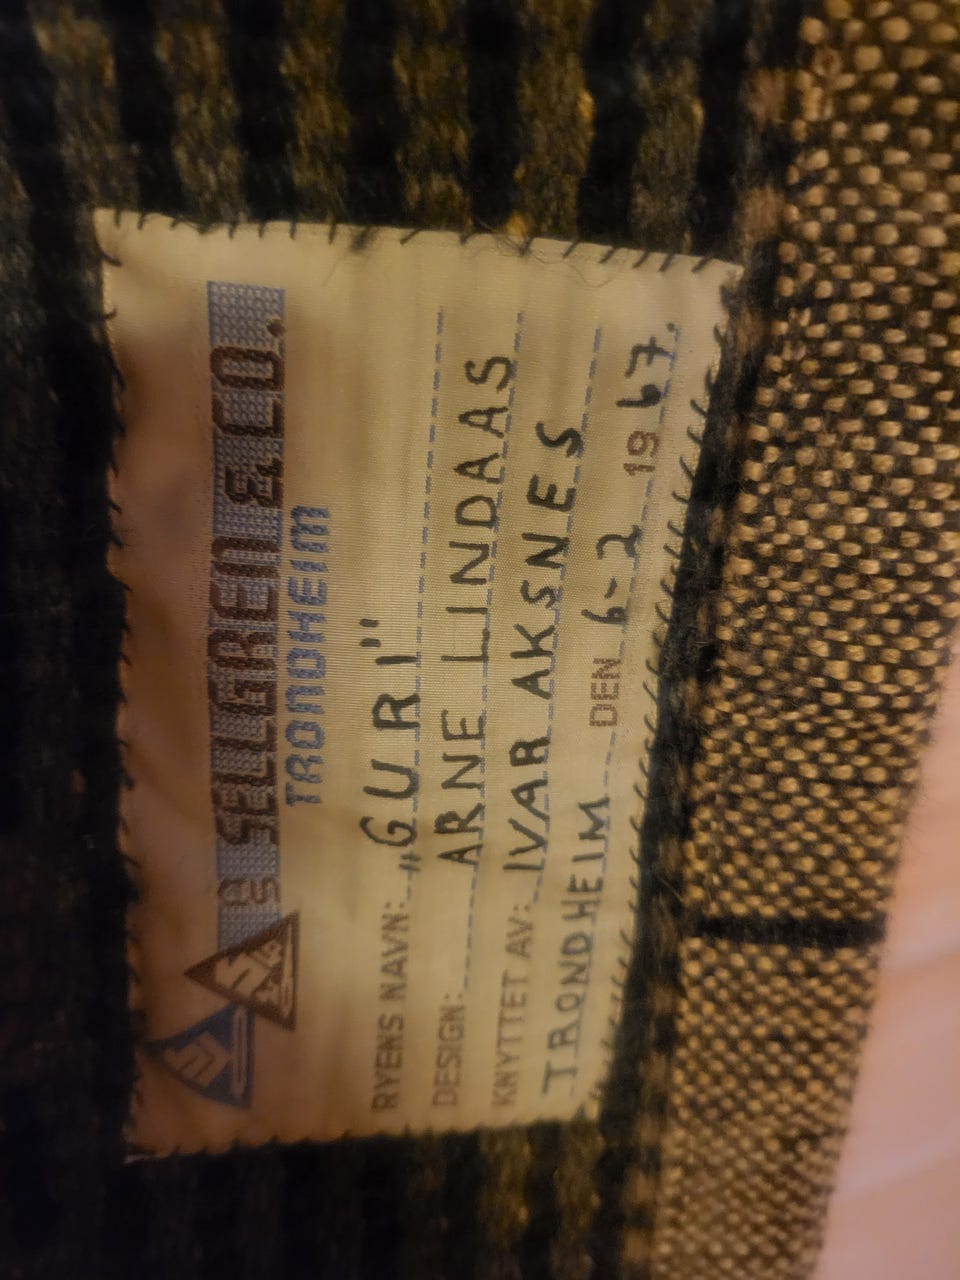 A/S SELLGREN & CO.
TRONDHEIM
RYENS NAVN: „GURI"
DESIGN: ARNE LINDAAS
KNYTTET AV: IVAR AKSNES
TRONDHEIM DEN 6-2 1967.